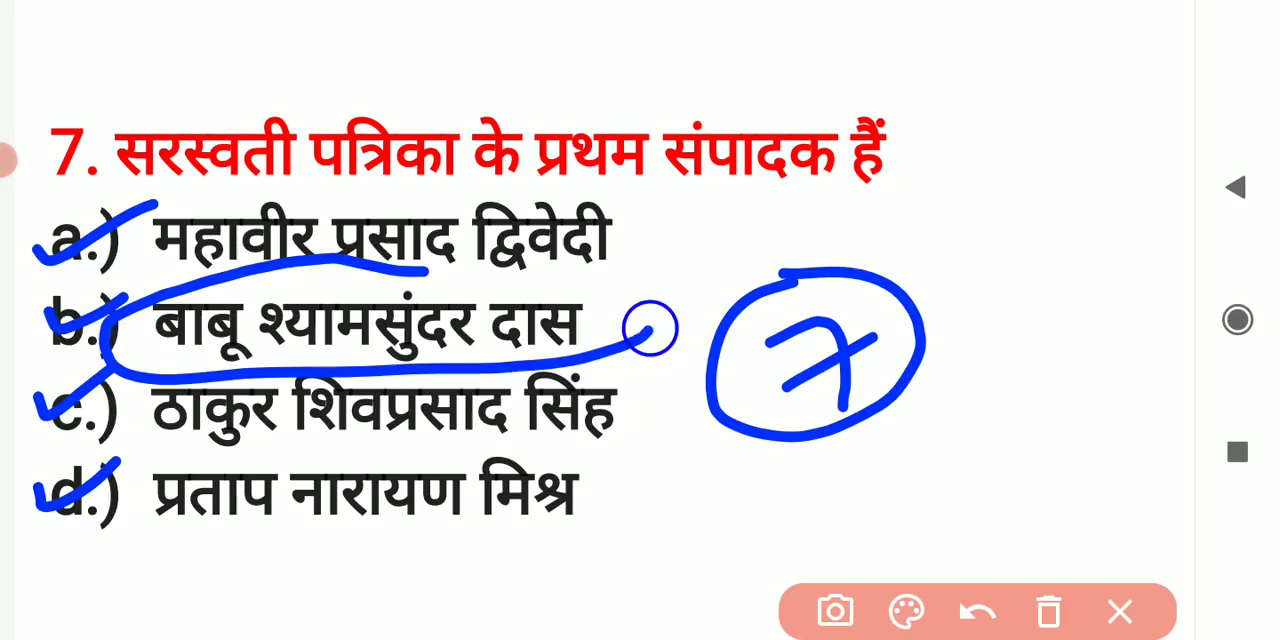 7. सरस्वती पत्रिका के प्रथम संपादक हैं
a.) महावीर प्रसाद द्विवेदी
b.) बाबू श्यामसुंदर दास
c.) ठाकुर शिवप्रसाद सिंह
d.) प्रताप नारायण मिश्र
7